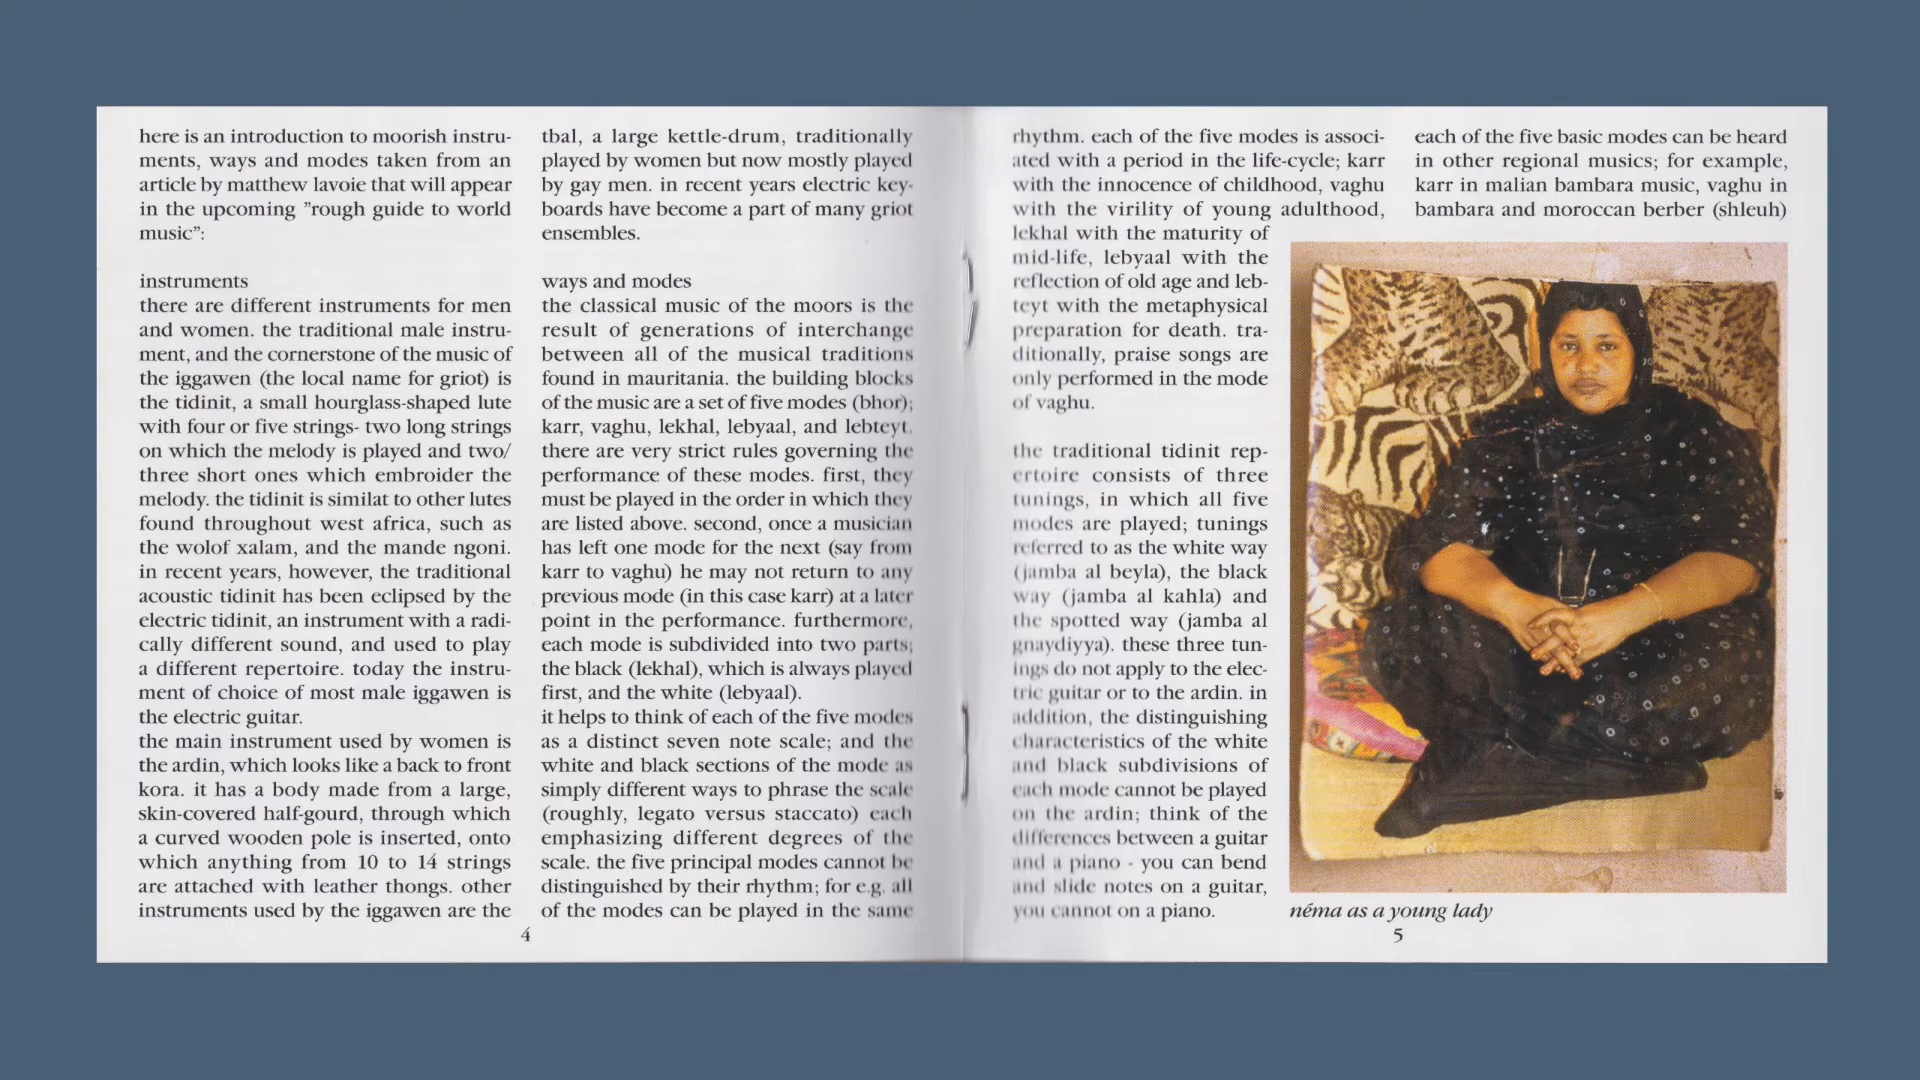 here is an introduction to moorish instru-
ments, ways and modes taken from an
article by matthew lavoie that will appear
in the upcoming ”rough guide to world
music”:
instruments
there are different instruments for men
and women. the traditional male instru-
ment, and the cornerstone of the music of
the iggawen (the local name for griot) is
the tidinit, a small hourglass-shaped lute
with four or five strings- two long strings
on which the melody is played and two/
three short ones which embroider the
melody. the tidinit is similat to other lutes
found throughout west africa, such as
the wolof xalam, and the mande ngoni.
in recent years, however, the traditional
acoustic tidinit has been eclipsed by the
electric tidinit, an instrument with a radi-
cally different sound, and used to play
a different repertoire. today the instru-
ment of choice of most male iggawen is
the electric guitar.
the main instrument used by women is
the ardin, which looks like a back to front
kora. it has a body made from a large,
skin-covered half-gourd, through which
a curved wooden pole is inserted, onto
which anything from 10 to 14 strings
are attached with leather thongs. other
instruments used by the iggawen are the
tbal, a large kettle-drum, traditionally
played by women but now mostly played
by gay men. in recent years electric key-
boards have become a part of many griot
ensembles.
ways and modes
the classical music of the moors is the
result of generations of interchange
between all of the musical traditions
found in mauritania. the building blocks
of the music are a set of five modes (bhor);
karr, vaghu, lekhal, lebyaal, and lebteyt.
there are very strict rules governing the
performance of these modes. first, they
must be played in the order in which they
are listed above. second, once a musician
has left one mode for the next (say from
karr to vaghu) he may not return to any
previous mode (in this case karr) at a later
point in the performance. furthermore,
each mode is subdivided into two parts;
the black (lekhal), which is always played
first, and the white (lebyaal).
it helps to think of each of the five modes
as a distinct seven note scale; and the
white and black sections of the mode as
simply different ways to phrase the scale
(roughly, legato versus staccato) each
emphasizing different degrees of the
scale. the five principal modes cannot be
distinguished by their rhythm; for e.g. all
of the modes can be played in the same
4
rhythm. each of the five modes is associ-
ated with a period in the life-cycle; karr
with the innocence of childhood, vaghu
with the virility of young adulthood,
lekhal with the maturity of
mid-life, lebyaal with the
reflection of old age and leb-
teyt with the metaphysical
preparation for death. tra-
ditionally, praise songs are
only performed in the mode
of vaghu.
the traditional tidinit rep-
ertoire consists of three
tunings, in which all five
modes are played; tunings
referred to as the white way
(jamba al beyla), the black
way (jamba al kahla) and
the spotted way (jamba al
gnaydiyya). these three tun-
ings do not apply to the elec-
tric guitar or to the ardin. in
addition, the distinguishing
characteristics of the white
and black subdivisions of
each mode cannot be played
on the ardin; think of the
differences between a guitar
and a piano - you can bend
and slide notes on a guitar,
you cannot on a piano.
each of the five basic modes can be heard
in other regional musics; for example,
karr in malian bambara music, vaghu in
bambara and moroccan berber (shleuh)
néma as a young lady
5